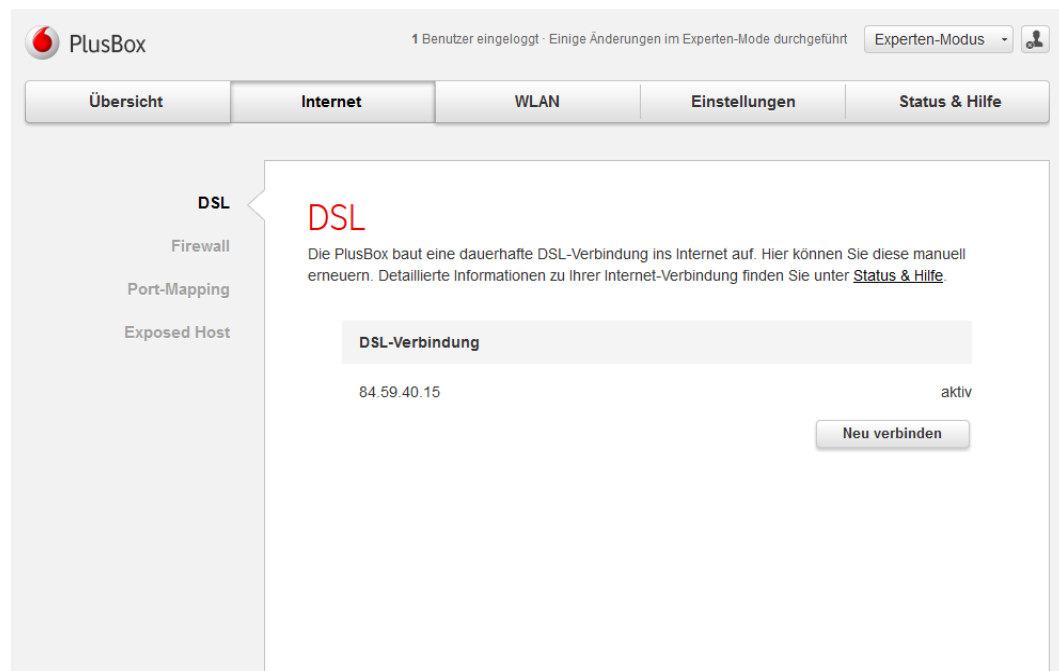 PlusBox
1 Benutzer eingeloggt · Einige Änderungen im Experten-Mode durchgeführt
Experten-Modus
Übersicht
Internet
WLAN
Einstellungen
Status & Hilfe
DSL
Firewall
Port-Mapping
Exposed Host
DSL
Die PlusBox baut eine dauerhafte DSL-Verbindung ins Internet auf. Hier können Sie diese manuell
erneuern. Detaillierte Informationen zu Ihrer Internet-Verbindung finden Sie unter Status & Hilfe.
DSL-Verbindung
84.59.40.15 aktiv
Neu verbinden